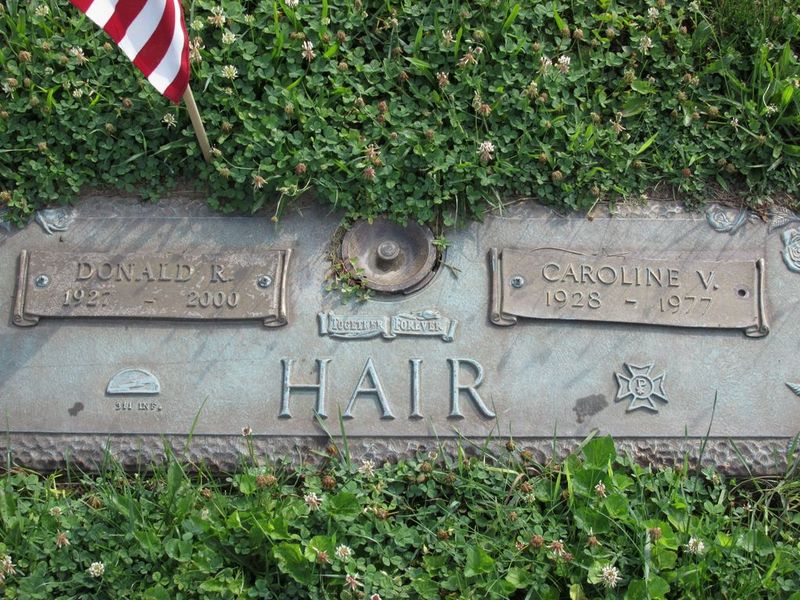 DONALD R.
1927 - 2000
CAROLINE V.
1928 - 1977
TOGETHER FOREVER
HAIR
311 INF.